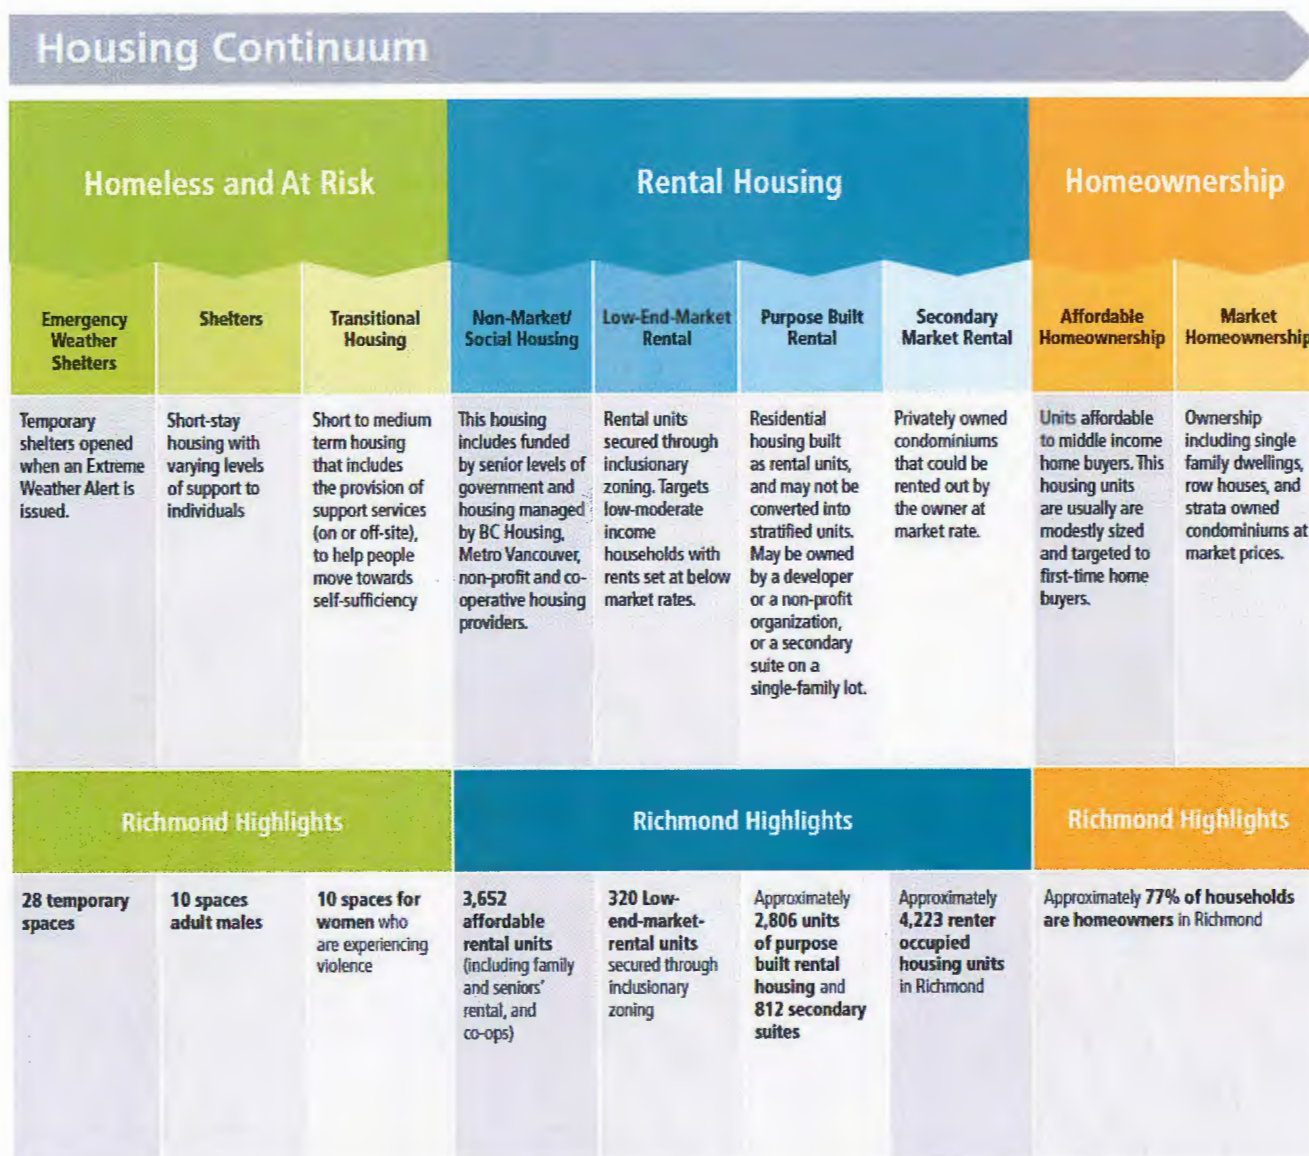 Housing Continuum
Homeless and At Risk
Rental Housing
Homeownership
Emergency
Weather
Shelters
Shelters
Transitional
Housing
Non-Market/
Social Housing
Low-End-Market
Rental
Purpose Built
Rental
Secondary
Market Rental
Affordable
Homeownership
Market
Homeownership
Temporary
shelters opened
when an Extreme
Weather Alert is
issued.
Short-stay
housing with
varying levels
of support to
individuals
Short to medium
term housing
that includes
the provision of
support services
(on or off-site),
to help people
move towards
self-sufficiency
This housing
includes funded
by senior levels of
government and
housing managed
by BC Housing,
Metro Vancouver,
non-profit and co-
operative housing
providers.
Rental units
secured through
inclusionary
zoning. Targets
low-moderate
income
households with
rents set at below
market rates.
Residential
housing built
as rental units,
and may not be
converted into
stratified units.
May be owned
by a developer
or a non-profit
organization,
or a secondary
suite on a
single-family lot.
Privately owned
condominiums
that could be
rented out by
the owner at
market rate.
Units affordable
to middle income
home buyers. This
housing units
are usually are
modestly sized
and targeted to
first-time home
buyers.
Ownership
including single
family dwellings,
row houses, and
strata owned
condominiums at
market prices.
Richmond Highlights
Richmond Highlights
Richmond Highlights
28 temporary
spaces
10 spaces
adult males
10 spaces for
women who
are experiencing
violence
3,652
affordable
rental units
(including family
and seniors'
rental, and
co-ops)
320 Low-
end-market-
rental units
secured through
inclusionary
zoning
Approximately
2,806 units
of purpose
built rental
housing and
812 secondary
suites
Approximately
4,223 renter
occupied
housing units
in Richmond
Approximately 77% of households
are homeowners in Richmond